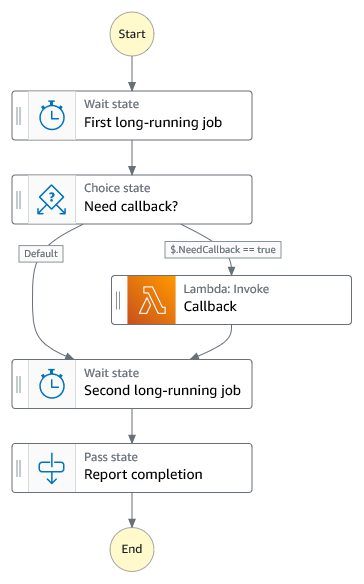 Start
Wait state
First long-running job
Choice state
Need callback?
Default
$.NeedCallback == true
Lambda: Invoke
Callback
Wait state
Second long-running job
Pass state
Report completion
End